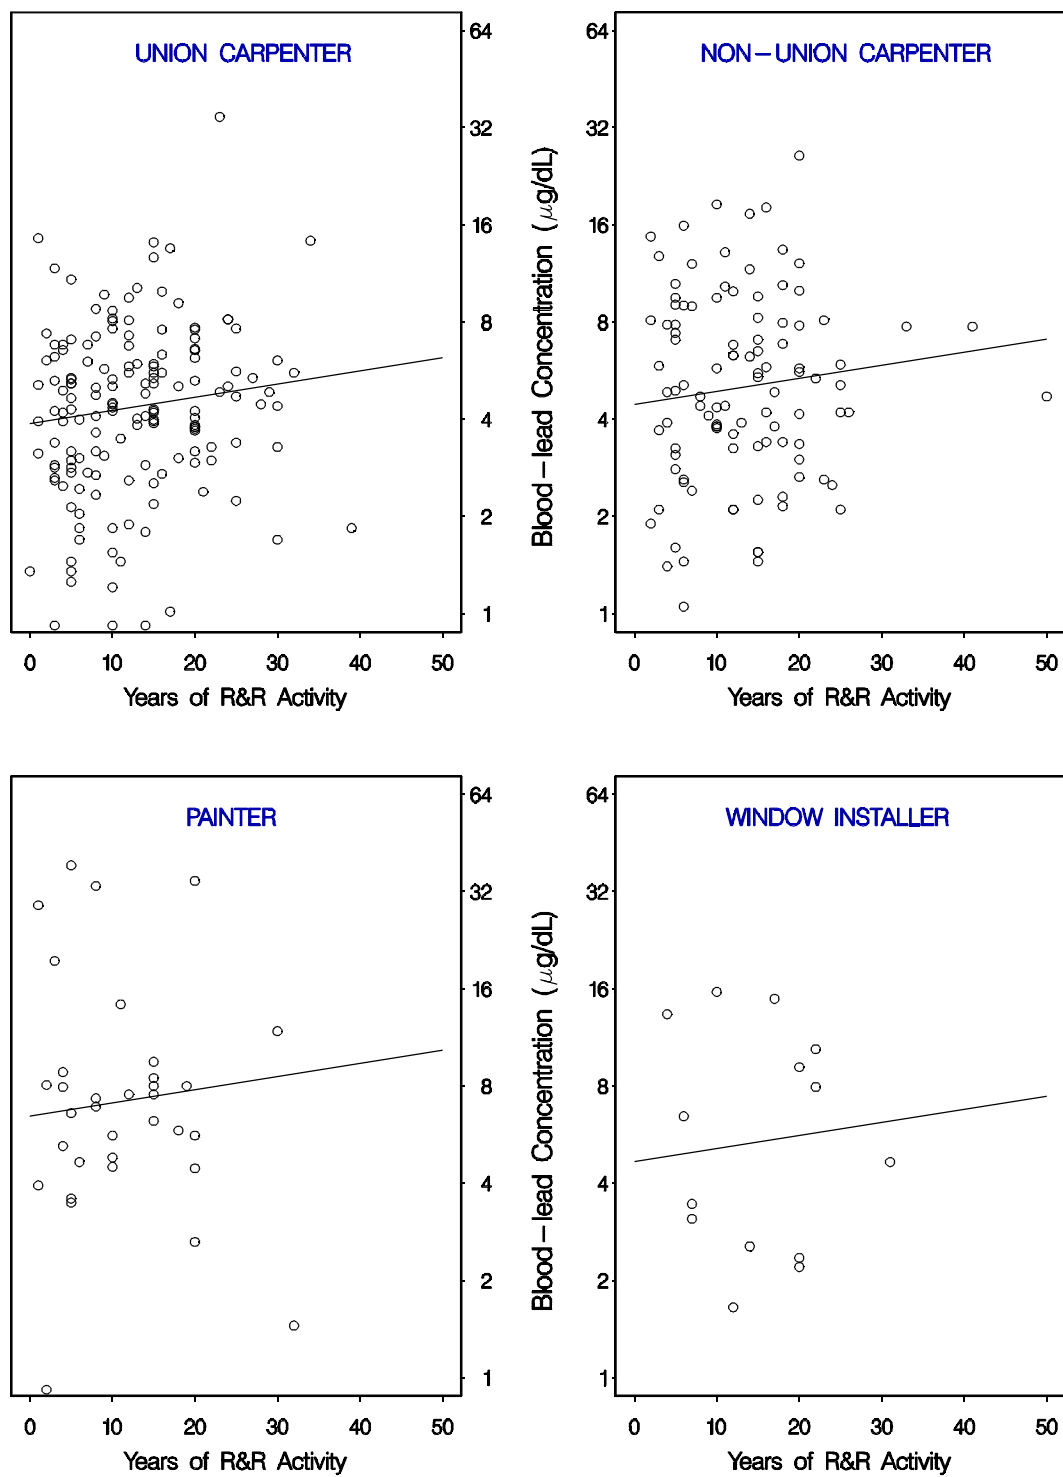 UNION CARPENTER
64
32
16
8
4
2
1
0 10 20 30 40 50
Years of R&R Activity
NON-UNION CARPENTER
Blood-lead Concentration (μg/dL)
64
32
16
8
4
2
1
0 10 20 30 40 50
Years of R&R Activity
PAINTER
64
32
16
8
4
2
1
0 10 20 30 40 50
Years of R&R Activity
WINDOW INSTALLER
Blood-lead Concentration (μg/dL)
64
32
16
8
4
2
1
0 10 20 30 40 50
Years of R&R Activity